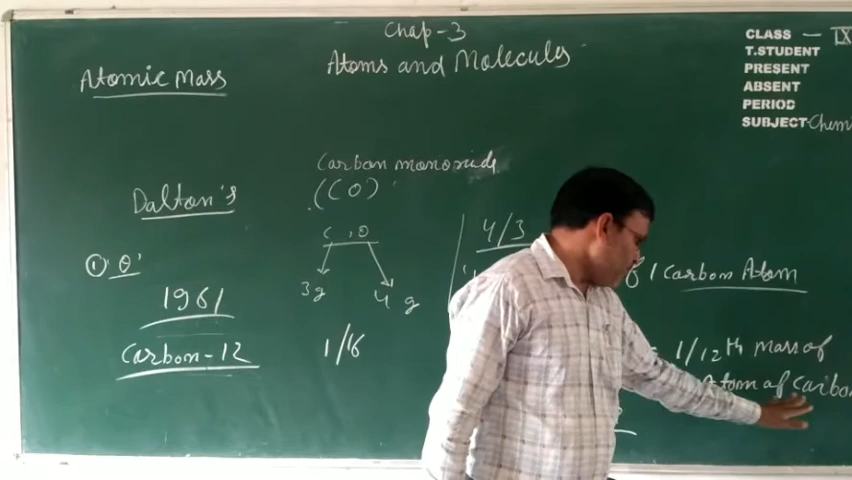 Chap-3
Atoms and Molecules
Atomic Mass
CLASS — IX
T.STUDENT
PRESENT
ABSENT
PERIOD
SUBJECT-Chemi
Carbon monoxide
(CO)
Dalton's
C , O
3g
4 g
① 'O'
1961
Carbon-12
1/16
4/3
of 1 Carbon Atom
= 1/12th Mass of
Atom of Carbo